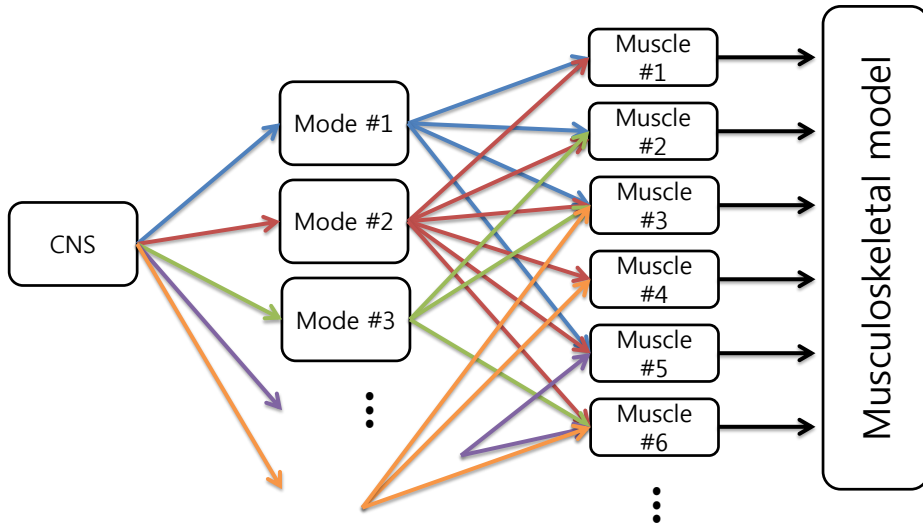 CNS
Mode #1
Mode #2
Mode #3
Muscle
#1
Muscle
#2
Muscle
#3
Muscle
#4
Muscle
#5
Muscle
#6
Musculoskeletal model